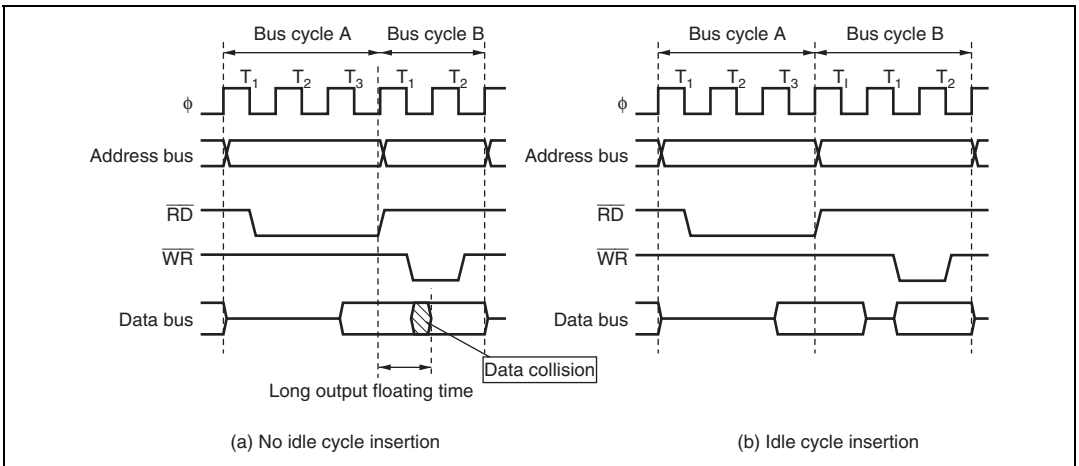 Bus cycle A Bus cycle B
T1 T2 T3 T1 T2
ϕ
Address bus
RD
WR
Data bus
Data collision
Long output floating time
(a) No idle cycle insertion
Bus cycle A Bus cycle B
T1 T2 T3 TI T1 T2
ϕ
Address bus
RD
WR
Data bus
(b) Idle cycle insertion